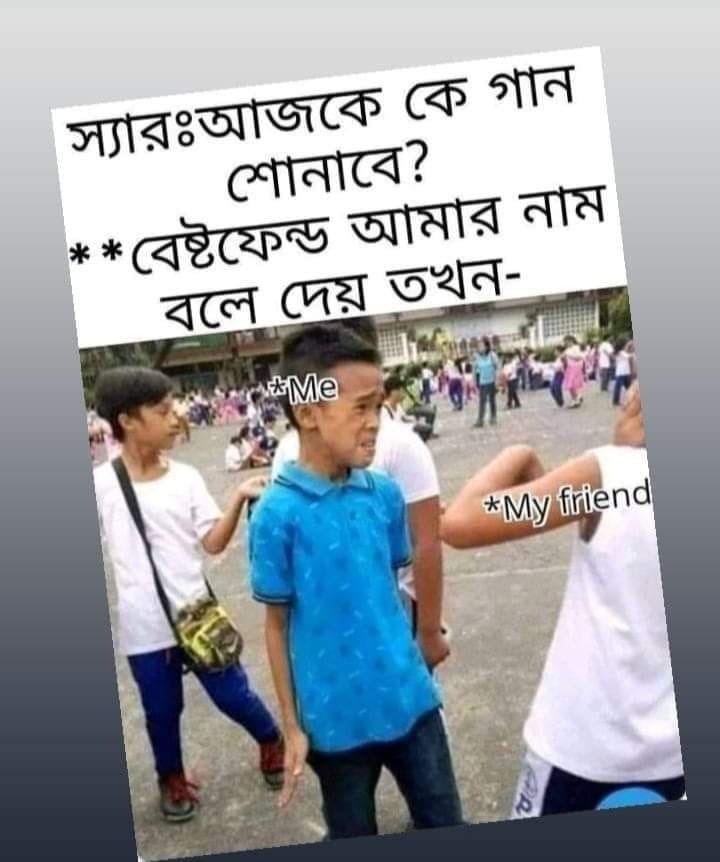 স্যারঃআজকে কে গান
শোনাবে?
**বেষ্টফেন্ড আমার নাম
বলে দেয় তখন-
*Me
*My friend